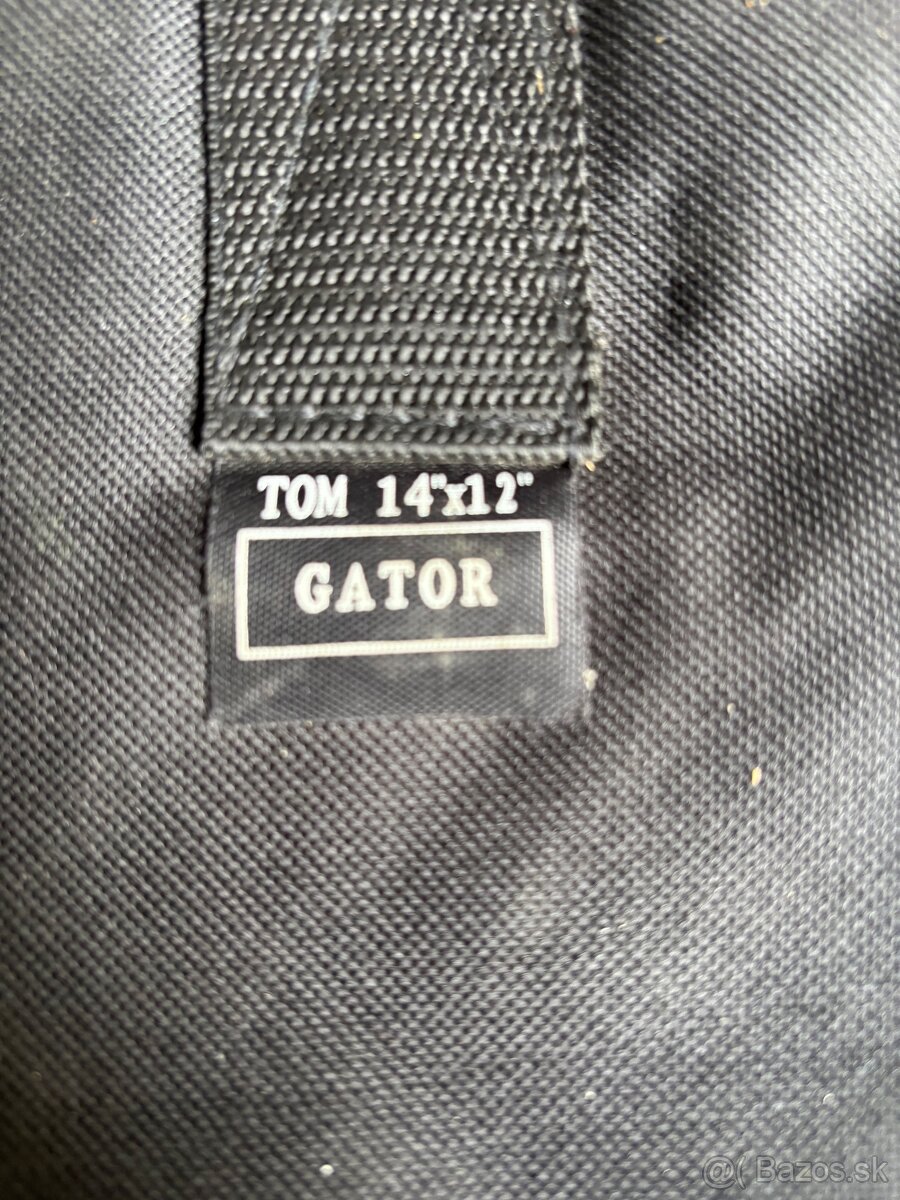 TOM 14"x12"
GATOR
@( Bazos.sk